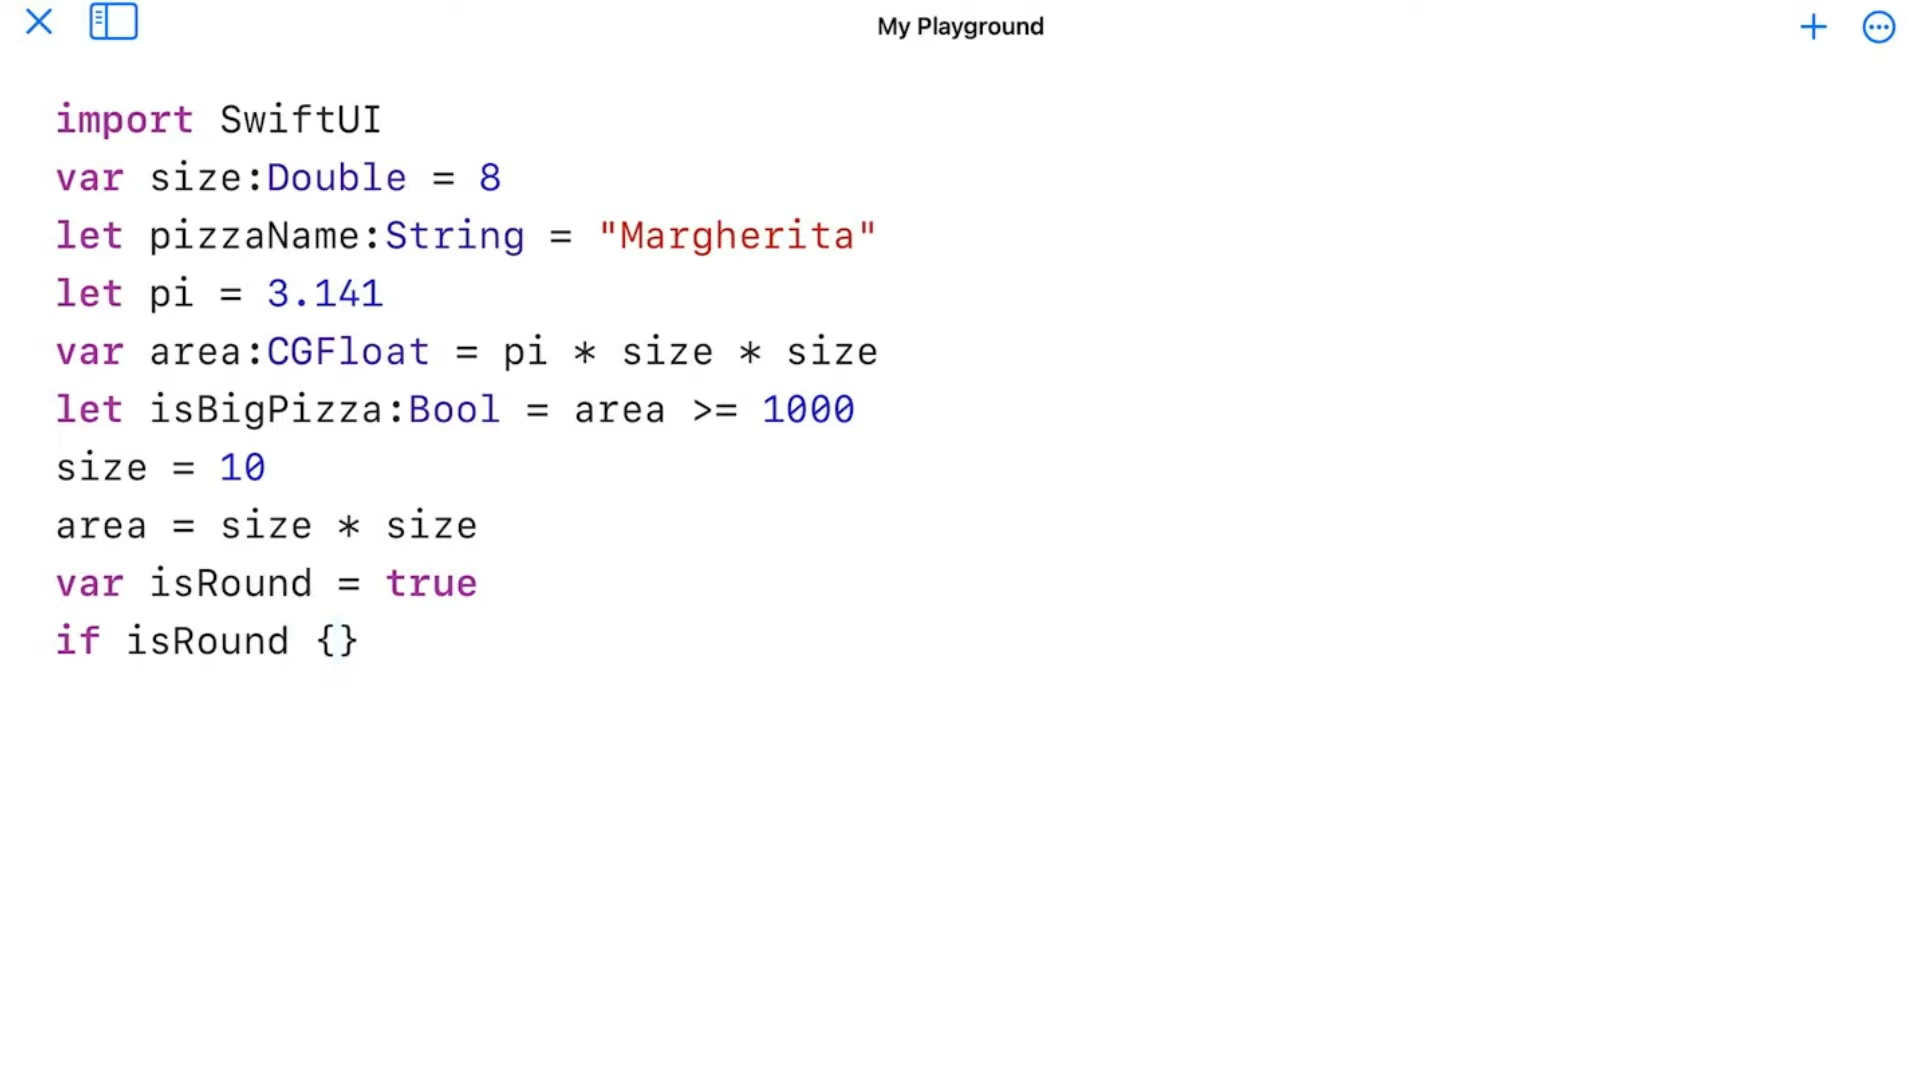 My Playground
import SwiftUI
var size:Double = 8
let pizzaName:String = "Margherita"
let pi = 3.141
var area:CGFloat = pi * size * size
let isBigPizza:Bool = area >= 1000
size = 10
area = size * size
var isRound = true
if isRound {}